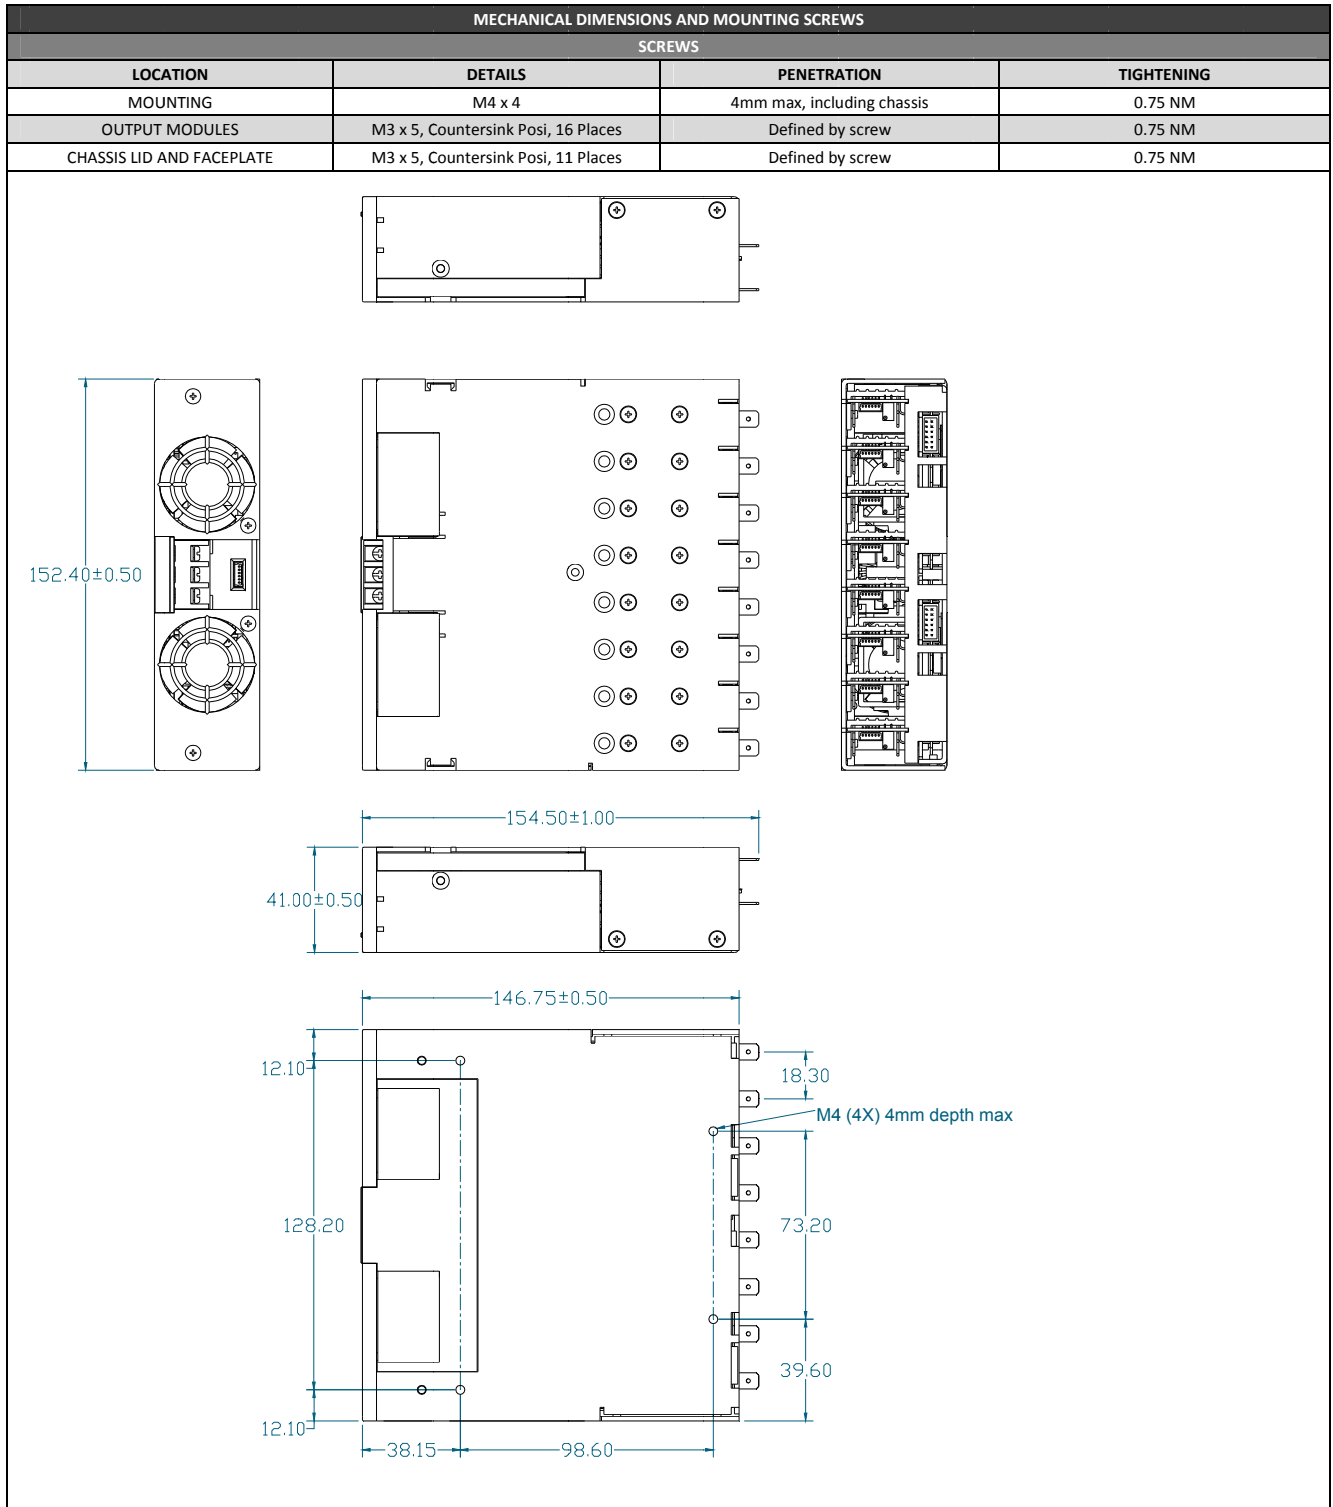 MECHANICAL DIMENSIONS AND MOUNTING SCREWS
SCREWS
LOCATION DETAILS PENETRATION TIGHTENING
MOUNTING M4 x 4 4mm max, including chassis 0.75 NM
OUTPUT MODULES M3 x 5, Countersink Posi, 16 Places Defined by screw 0.75 NM
CHASSIS LID AND FACEPLATE M3 x 5, Countersink Posi, 11 Places Defined by screw 0.75 NM
152.40±0.50
154.50±1.00
41.00±0.50
146.75±0.50
12.10
18.30
M4 (4X) 4mm depth max
128.20
73.20
39.60
12.10
38.15
98.60